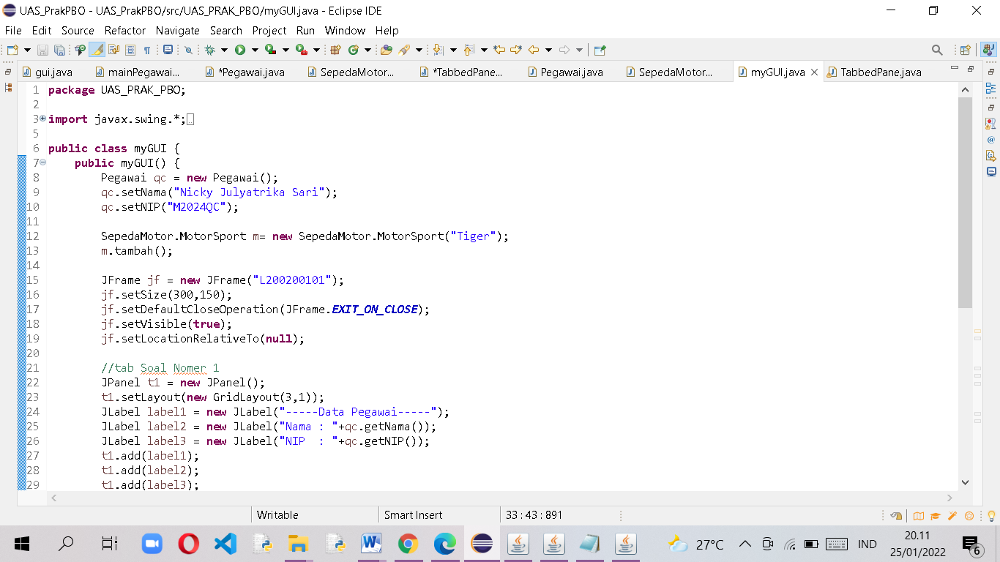 UAS_PrakPBO - UAS_PrakPBO/src/UAS_PRAK_PBO/myGUI.java - Eclipse IDE
File Edit Source Refactor Navigate Search Project Run Window Help
gui.java mainPegawai... *Pegawai.java SepedaMotor... *TabbedPane... Pegawai.java SepedaMotor... myGUI.java TabbedPane.java
1 package UAS_PRAK_PBO;
2
3 import javax.swing.*;
5
6 public class myGUI {
7 public myGUI() {
8 Pegawai qc = new Pegawai();
9 qc.setNama("Nicky Julyatrika Sari");
10 qc.setNIP("M2024QC");
11
12 SepedaMotor.MotorSport m= new SepedaMotor.MotorSport("Tiger");
13 m.tambah();
14
15 JFrame jf = new JFrame("L200200101");
16 jf.setSize(300,150);
17 jf.setDefaultCloseOperation(JFrame.EXIT_ON_CLOSE);
18 jf.setVisible(true);
19 jf.setLocationRelativeTo(null);
20
21 //tab Soal Nomer 1
22 JPanel t1 = new JPanel();
23 t1.setLayout(new GridLayout(3,1));
24 JLabel label1 = new JLabel("-----Data Pegawai-----");
25 JLabel label2 = new JLabel("Nama : "+qc.getNama());
26 JLabel label3 = new JLabel("NIP  : "+qc.getNIP());
27 t1.add(label1);
28 t1.add(label2);
29 t1.add(label3);
Writable Smart Insert 33 : 43 : 891
27°C IND 20.11
25/01/2022 6